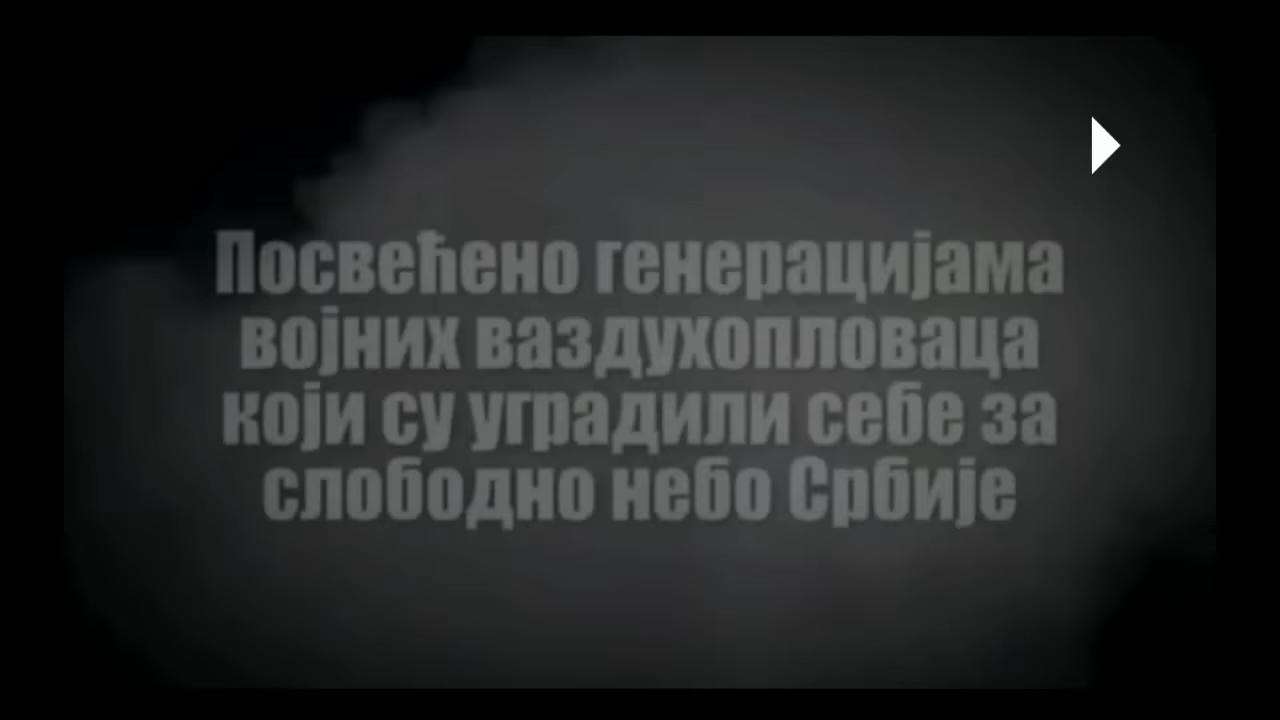 Посвећено генерацијама
војних ваздухопловаца
који су уградили себе за
слободно небо Србије